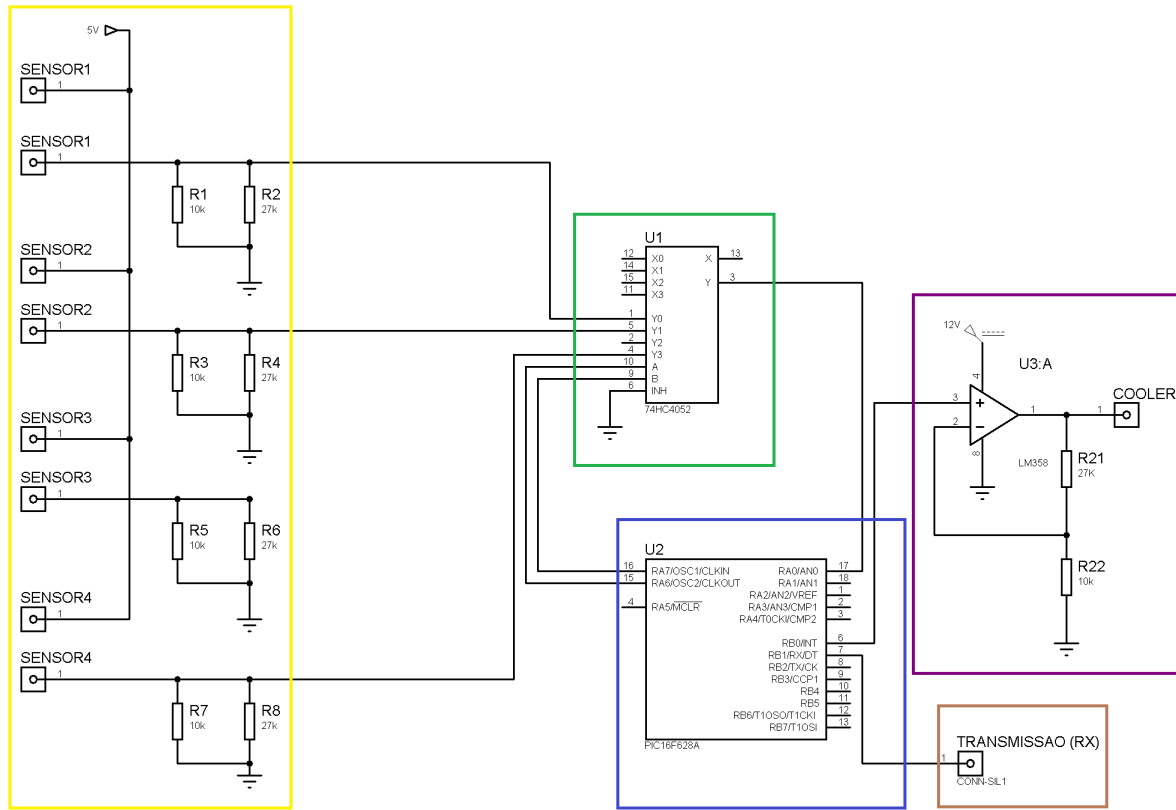 5V
SENSOR1
1
SENSOR1
1
R1
10k
R2
27k
SENSOR2
1
SENSOR2
1
R3
10k
R4
27k
SENSOR3
1
SENSOR3
1
R5
10k
R6
27k
SENSOR4
1
SENSOR4
1
R7
10k
R8
27k
U1
12 X0
14 X1
15 X2
11 X3
1 Y0
5 Y1
2 Y2
4 Y3
10 A
9 B
6 INH
X 13
Y 3
74HC4052
U2
16 RA7/OSC1/CLKIN
15 RA6/OSC2/CLKOUT
4 RA5/MCLR
RA0/AN0 17
RA1/AN1 18
RA2/AN2/VREF 1
RA3/AN3/CMP1 2
RA4/T0CKI/CMP2 3
RB0/INT 6
RB1/RX/DT 7
RB2/TX/CK 8
RB3/CCP1 9
RB4 10
RB5 11
RB6/T1OSO/T1CKI 12
RB7/T1OSI 13
PIC16F628A
12V
U3:A
3
2
4
8
1
+
−
LM358
1
COOLER
R21
27K
R22
10k
TRANSMISSAO (RX)
1
CONN-SIL1